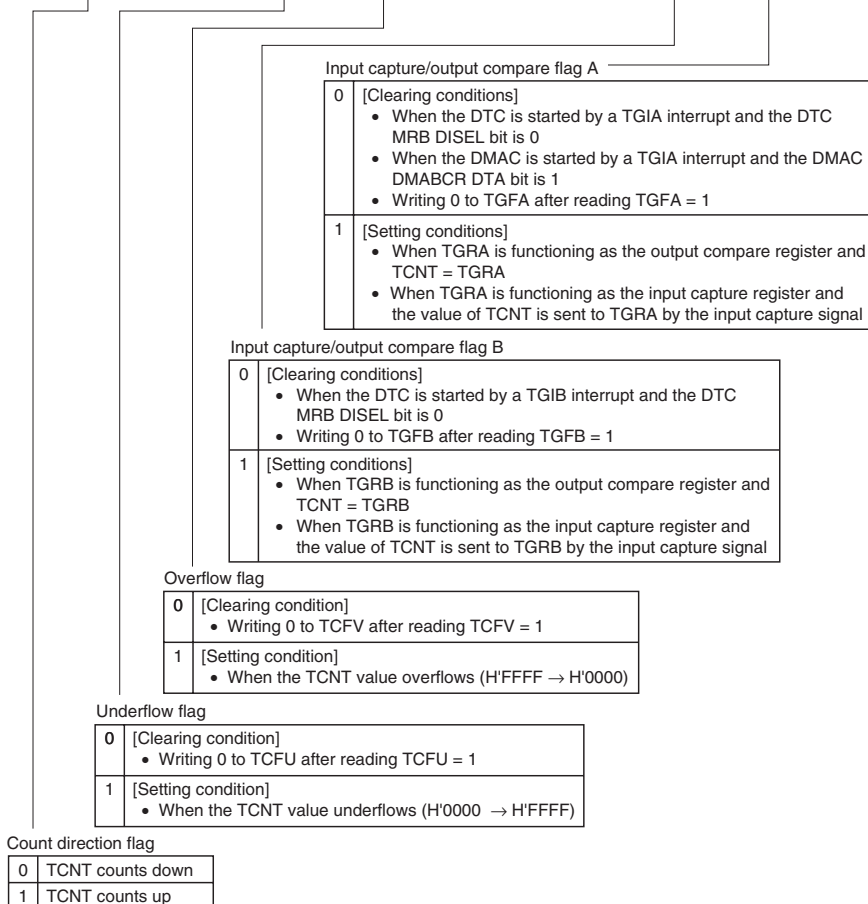 Input capture/output compare flag A
0 [Clearing conditions]
• When the DTC is started by a TGIA interrupt and the DTC
MRB DISEL bit is 0
• When the DMAC is started by a TGIA interrupt and the DMAC
DMABCR DTA bit is 1
• Writing 0 to TGFA after reading TGFA = 1
1 [Setting conditions]
• When TGRA is functioning as the output compare register and
TCNT = TGRA
• When TGRA is functioning as the input capture register and
the value of TCNT is sent to TGRA by the input capture signal
Input capture/output compare flag B
0 [Clearing conditions]
• When the DTC is started by a TGIB interrupt and the DTC
MRB DISEL bit is 0
• Writing 0 to TGFB after reading TGFB = 1
1 [Setting conditions]
• When TGRB is functioning as the output compare register and
TCNT = TGRB
• When TGRB is functioning as the input capture register and
the value of TCNT is sent to TGRB by the input capture signal
Overflow flag
0 [Clearing condition]
• Writing 0 to TCFV after reading TCFV = 1
1 [Setting condition]
• When the TCNT value overflows (H'FFFF → H'0000)
Underflow flag
0 [Clearing condition]
• Writing 0 to TCFU after reading TCFU = 1
1 [Setting condition]
• When the TCNT value underflows (H'0000 → H'FFFF)
Count direction flag
0 TCNT counts down
1 TCNT counts up